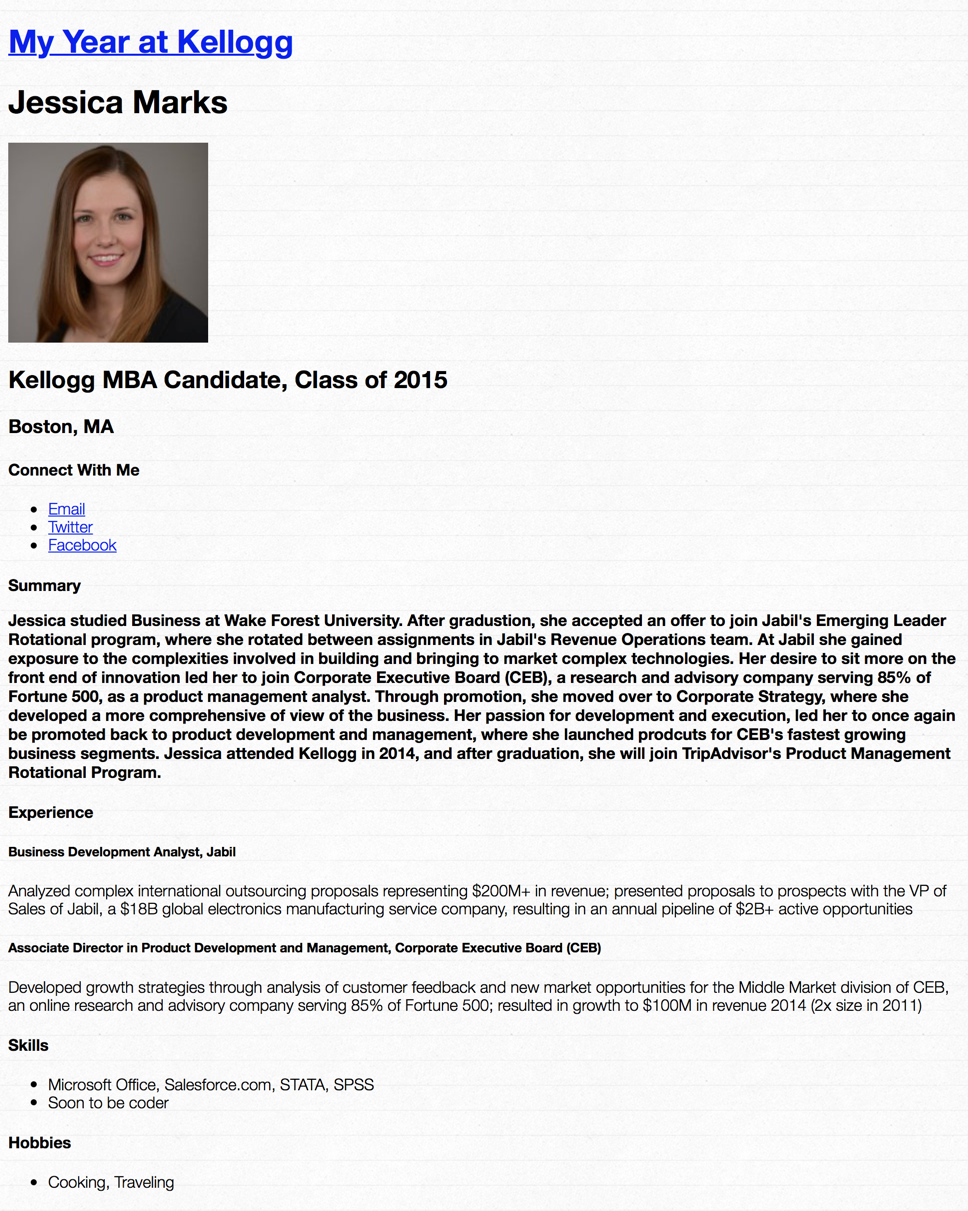 My Year at Kellogg
Jessica Marks
Kellogg MBA Candidate, Class of 2015
Boston, MA
Connect With Me
Email
Twitter
Facebook
Summary
Jessica studied Business at Wake Forest University. After gradustion, she accepted an offer to join Jabil's Emerging Leader
Rotational program, where she rotated between assignments in Jabil's Revenue Operations team. At Jabil she gained
exposure to the complexities involved in building and bringing to market complex technologies. Her desire to sit more on the
front end of innovation led her to join Corporate Executive Board (CEB), a research and advisory company serving 85% of
Fortune 500, as a product management analyst. Through promotion, she moved over to Corporate Strategy, where she
developed a more comprehensive of view of the business. Her passion for development and execution, led her to once again
be promoted back to product development and management, where she launched prodcuts for CEB's fastest growing
business segments. Jessica attended Kellogg in 2014, and after graduation, she will join TripAdvisor's Product Management
Rotational Program.
Experience
Business Development Analyst, Jabil
Analyzed complex international outsourcing proposals representing $200M+ in revenue; presented proposals to prospects with the VP of
Sales of Jabil, a $18B global electronics manufacturing service company, resulting in an annual pipeline of $2B+ active opportunities
Associate Director in Product Development and Management, Corporate Executive Board (CEB)
Developed growth strategies through analysis of customer feedback and new market opportunities for the Middle Market division of CEB,
an online research and advisory company serving 85% of Fortune 500; resulted in growth to $100M in revenue 2014 (2x size in 2011)
Skills
Microsoft Office, Salesforce.com, STATA, SPSS
Soon to be coder
Hobbies
Cooking, Traveling